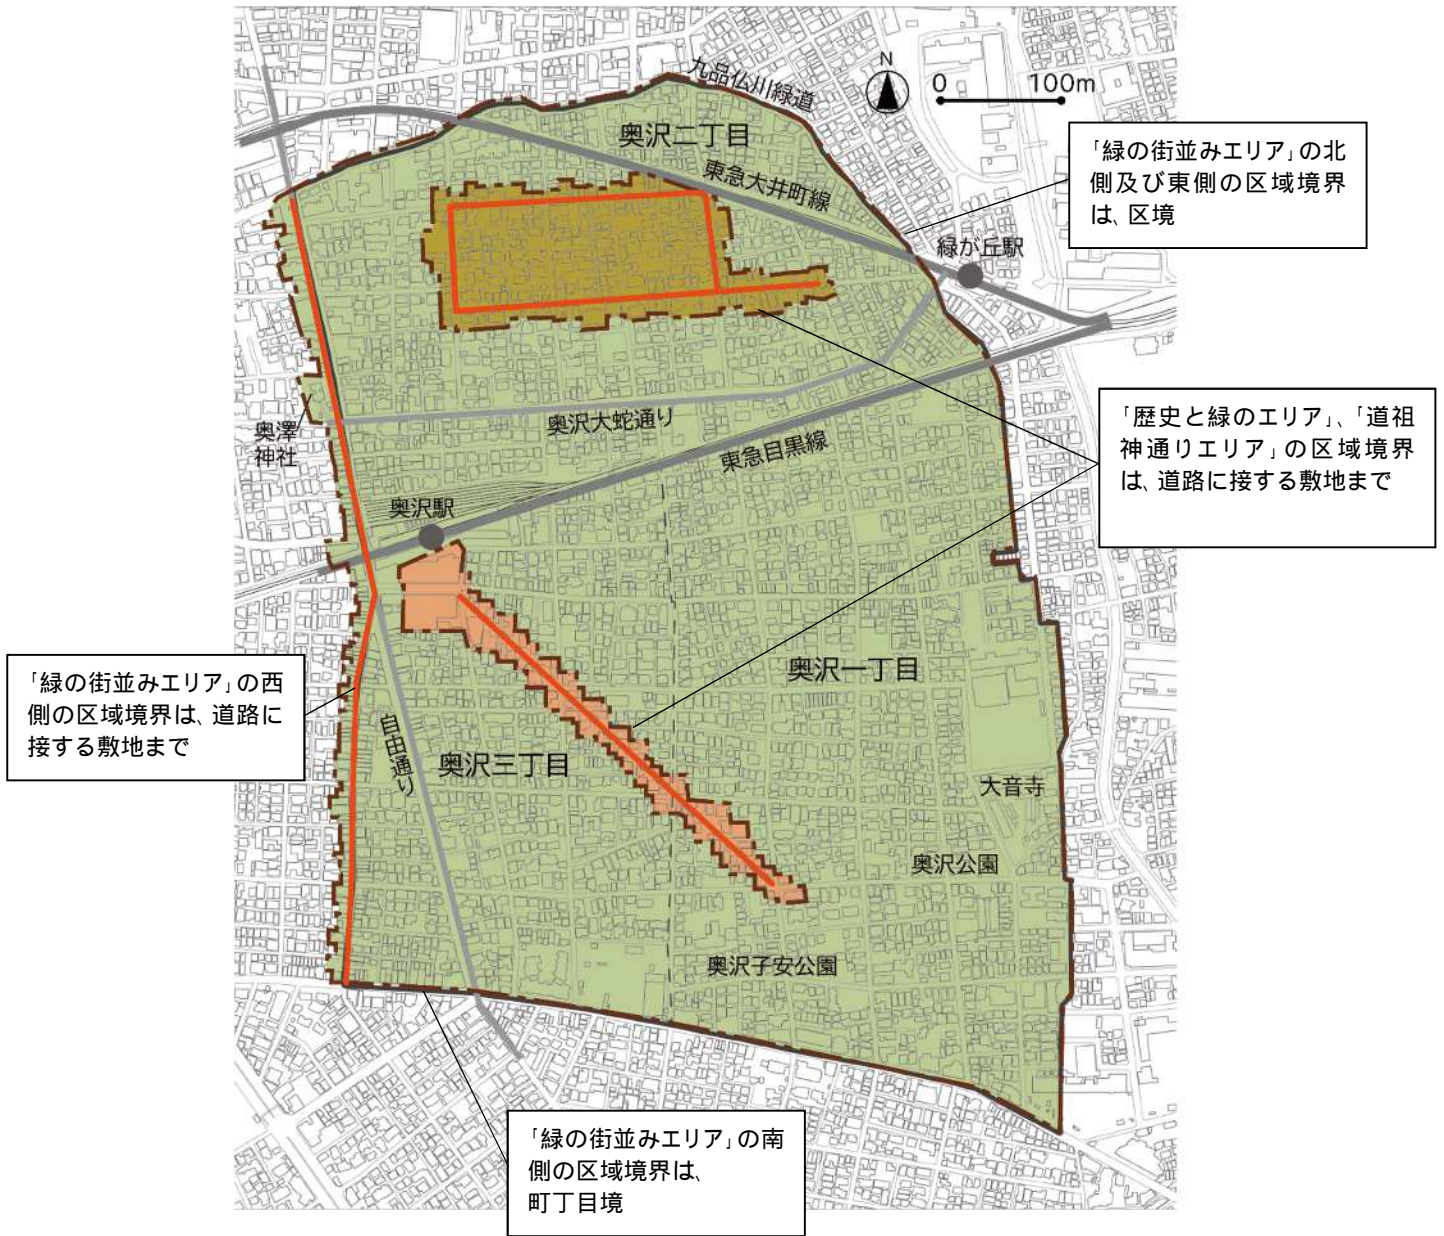 九品仏川緑道
N
0 100m
奥沢二丁目
東急大井町線
「緑の街並みエリア」の北
側及び東側の区域境界
は、区境
緑が丘駅
奥沢大蛇通り
奥澤
神社
東急目黒線
「歴史と緑のエリア」、「道祖
神通りエリア」の区域境界
は、道路に接する敷地まで
奥沢駅
「緑の街並みエリア」の西
側の区域境界は、道路に
接する敷地まで
奥沢一丁目
自由通り
奥沢三丁目
大音寺
奥沢公園
奥沢子安公園
「緑の街並みエリア」の南
側の区域境界は、
町丁目境